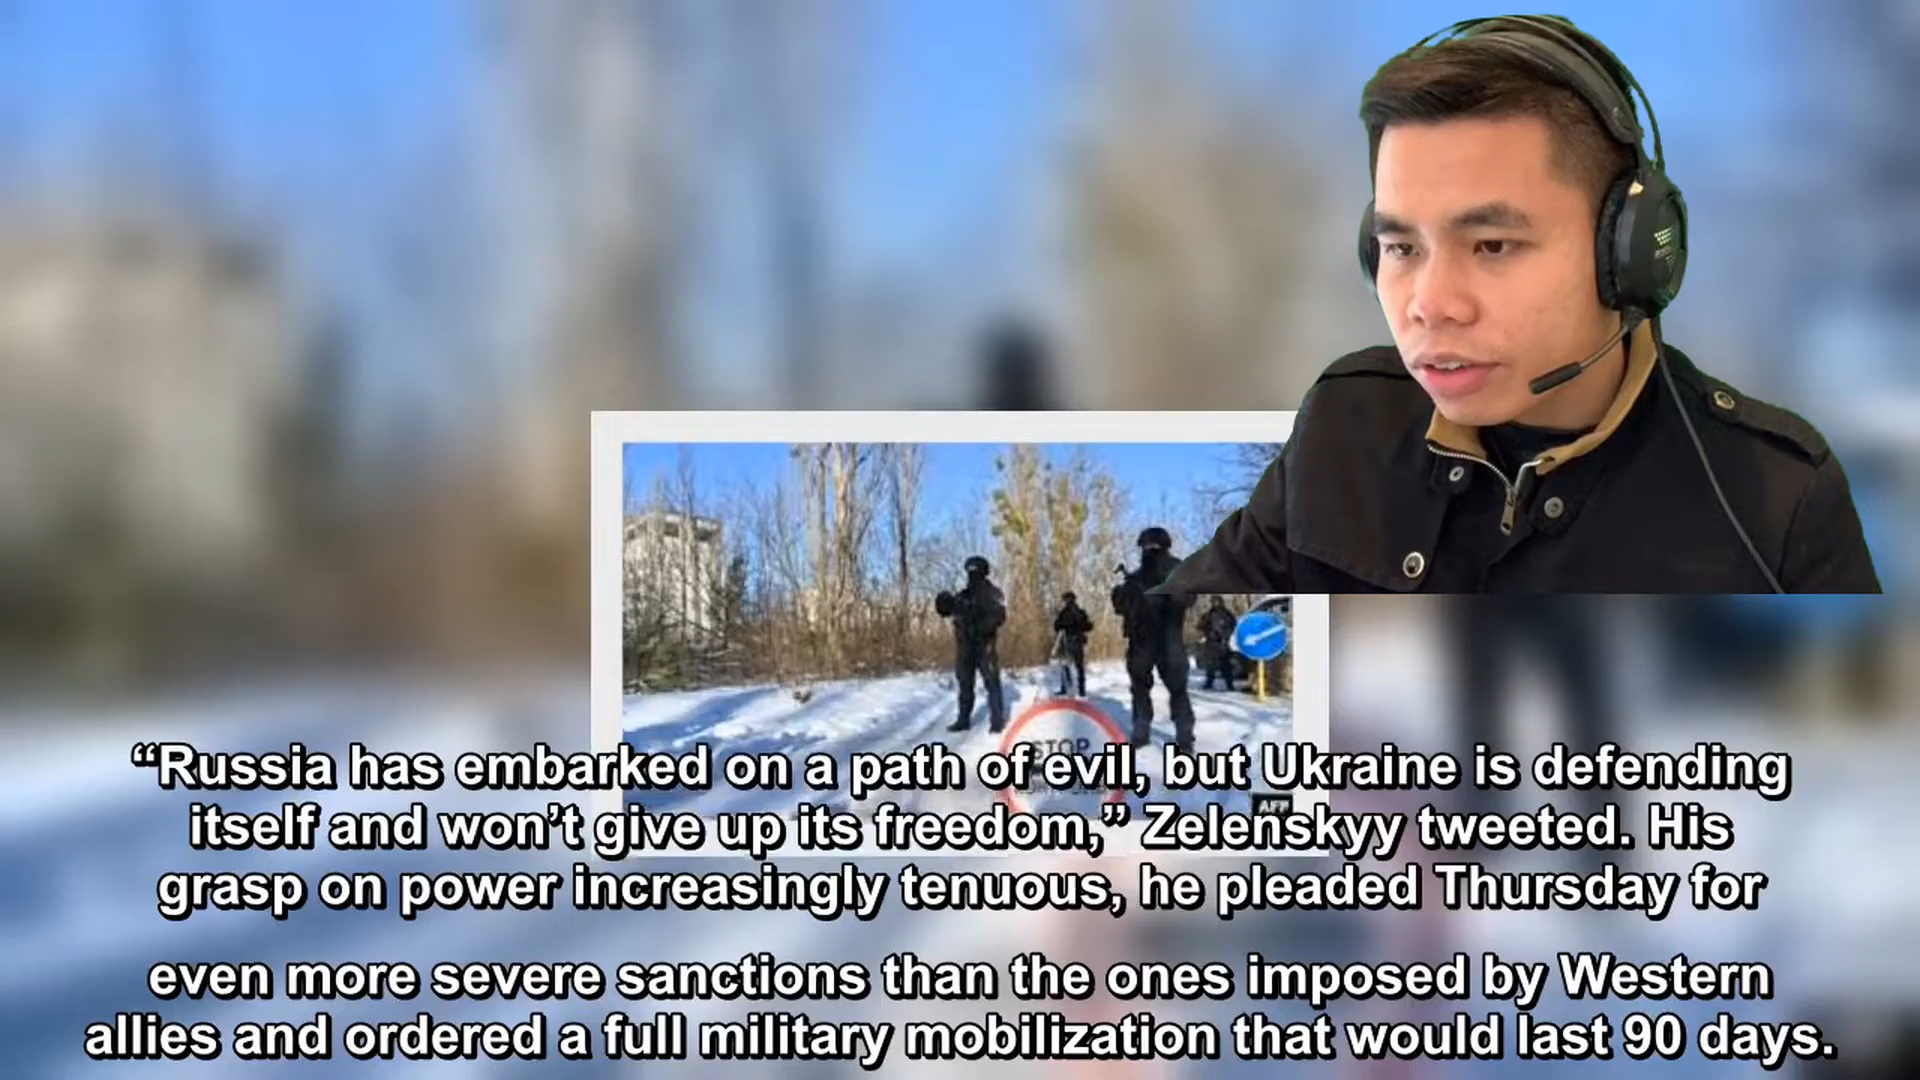 STOP
AFP
“Russia has embarked on a path of evil, but Ukraine is defending
itself and won’t give up its freedom,” Zelenskyy tweeted. His
grasp on power increasingly tenuous, he pleaded Thursday for
even more severe sanctions than the ones imposed by Western
allies and ordered a full military mobilization that would last 90 days.